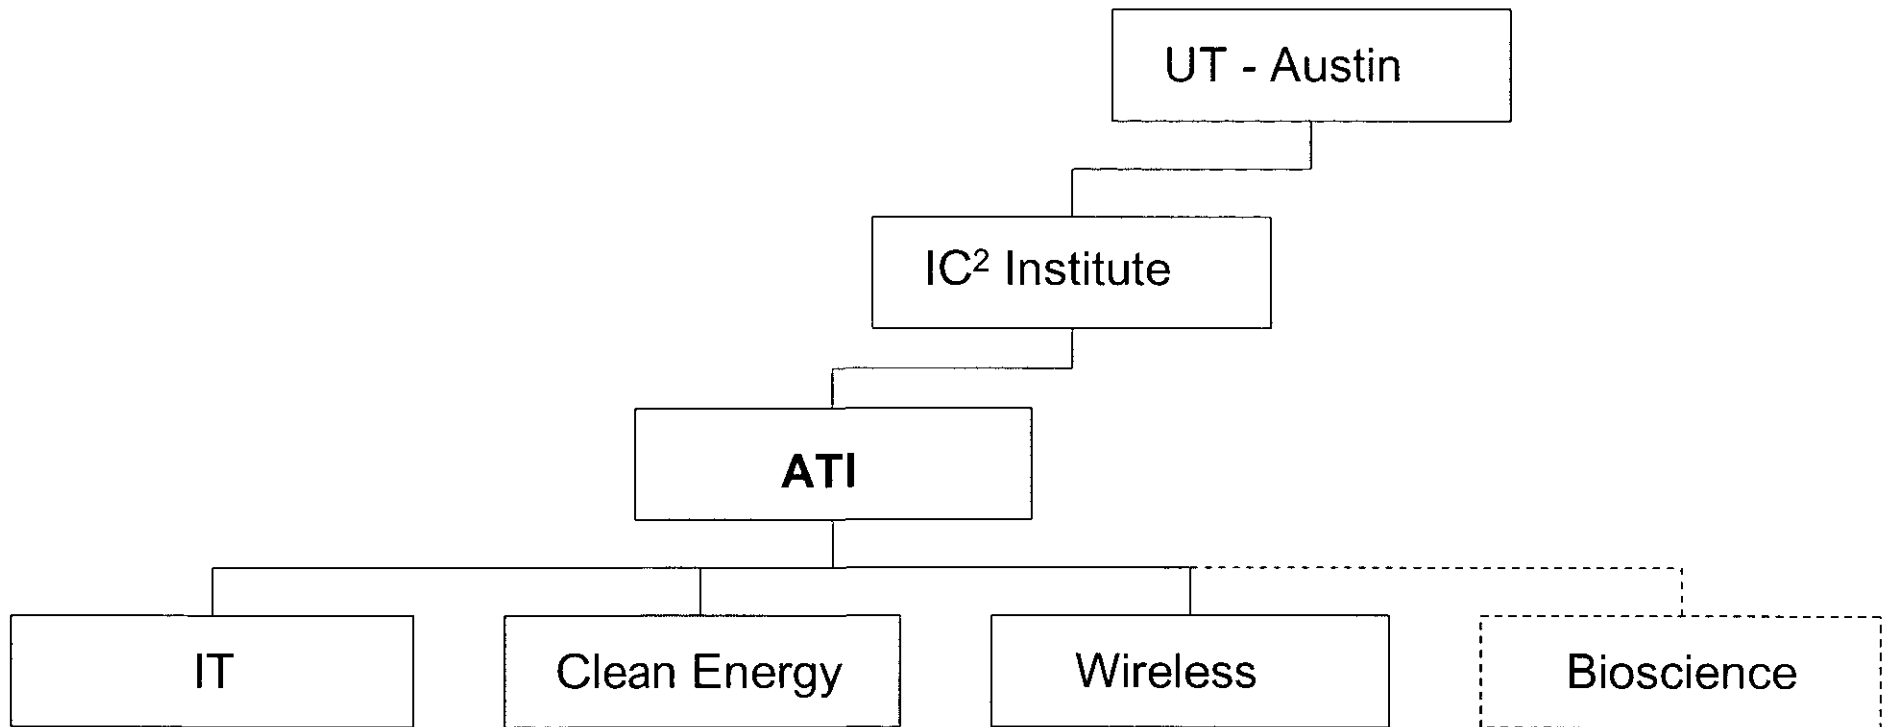 UT - Austin
IC² Institute
ATI
IT
Clean Energy
Wireless
Bioscience